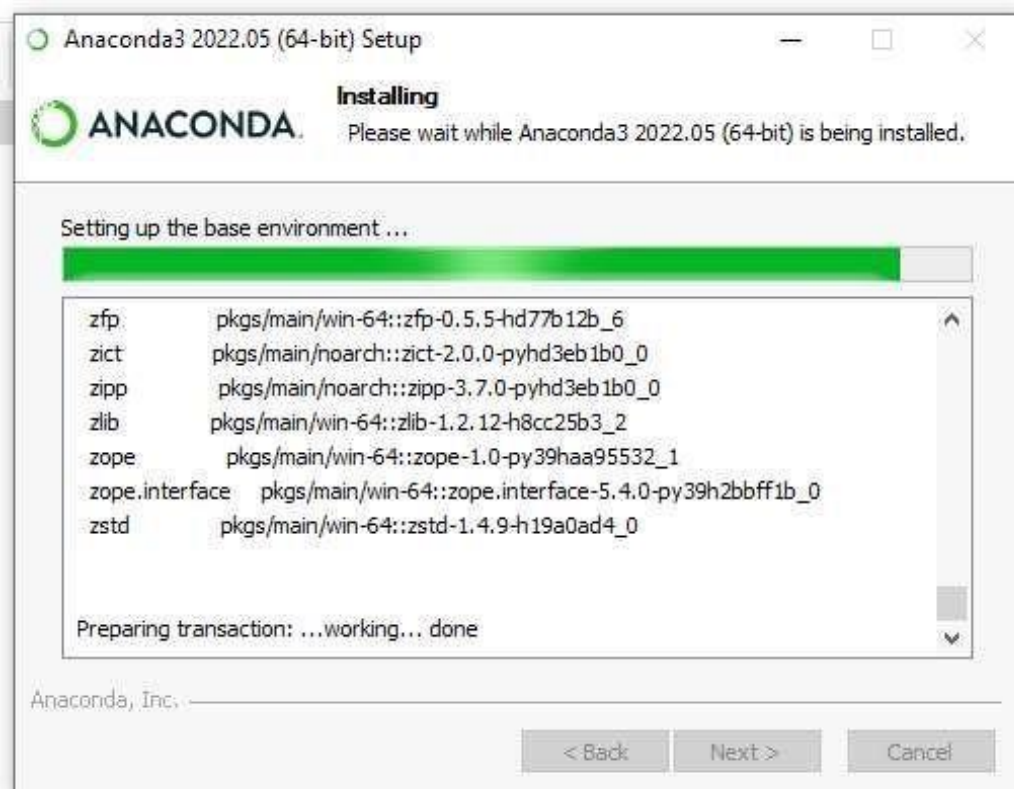 Anaconda3 2022.05 (64-bit) Setup
ANACONDA.
Installing
Please wait while Anaconda3 2022.05 (64-bit) is being installed.
Setting up the base environment ...
zfp pkgs/main/win-64::zfp-0.5.5-hd77b12b_6
zict pkgs/main/noarch::zict-2.0.0-pyhd3eb1b0_0
zipp pkgs/main/noarch::zipp-3.7.0-pyhd3eb1b0_0
zlib pkgs/main/win-64::zlib-1.2.12-h8cc25b3_2
zope pkgs/main/win-64::zope-1.0-py39haa95532_1
zope.interface pkgs/main/win-64::zope.interface-5.4.0-py39h2bbff1b_0
zstd pkgs/main/win-64::zstd-1.4.9-h19a0ad4_0
Preparing transaction: ...working... done
Anaconda, Inc.
< Back Next > Cancel